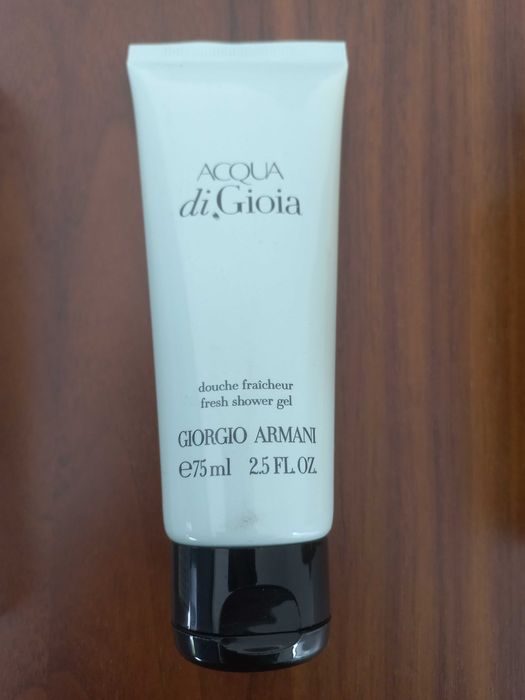 ACQUA
di Gioia
douche fraîcheur
fresh shower gel
GIORGIO ARMANI
℮75 ml 2.5 FL. OZ.